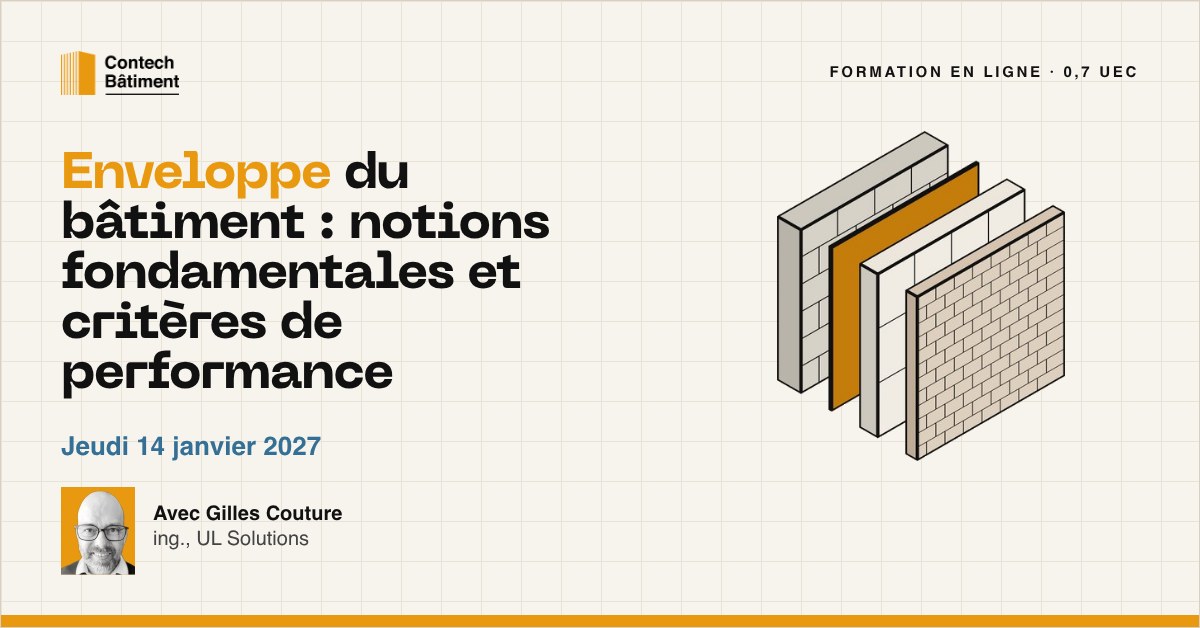 Contech
Bâtiment
FORMATION EN LIGNE · 0,7 UEC
Enveloppe du
bâtiment : notions
fondamentales et
critères de
performance
Jeudi 14 janvier 2027
Avec Gilles Couture
ing., UL Solutions